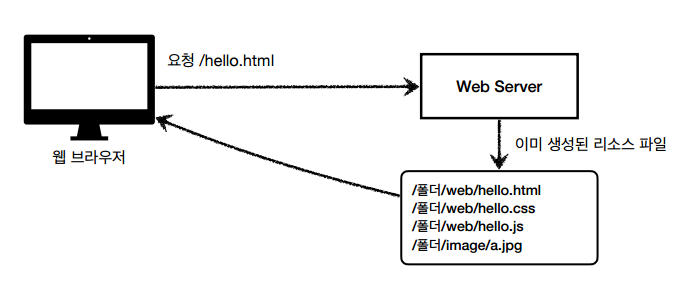 요청 /hello.html
Web Server
웹 브라우저
이미 생성된 리소스 파일
/폴더/web/hello.html
/폴더/web/hello.css
/폴더/web/hello.js
/폴더/image/a.jpg